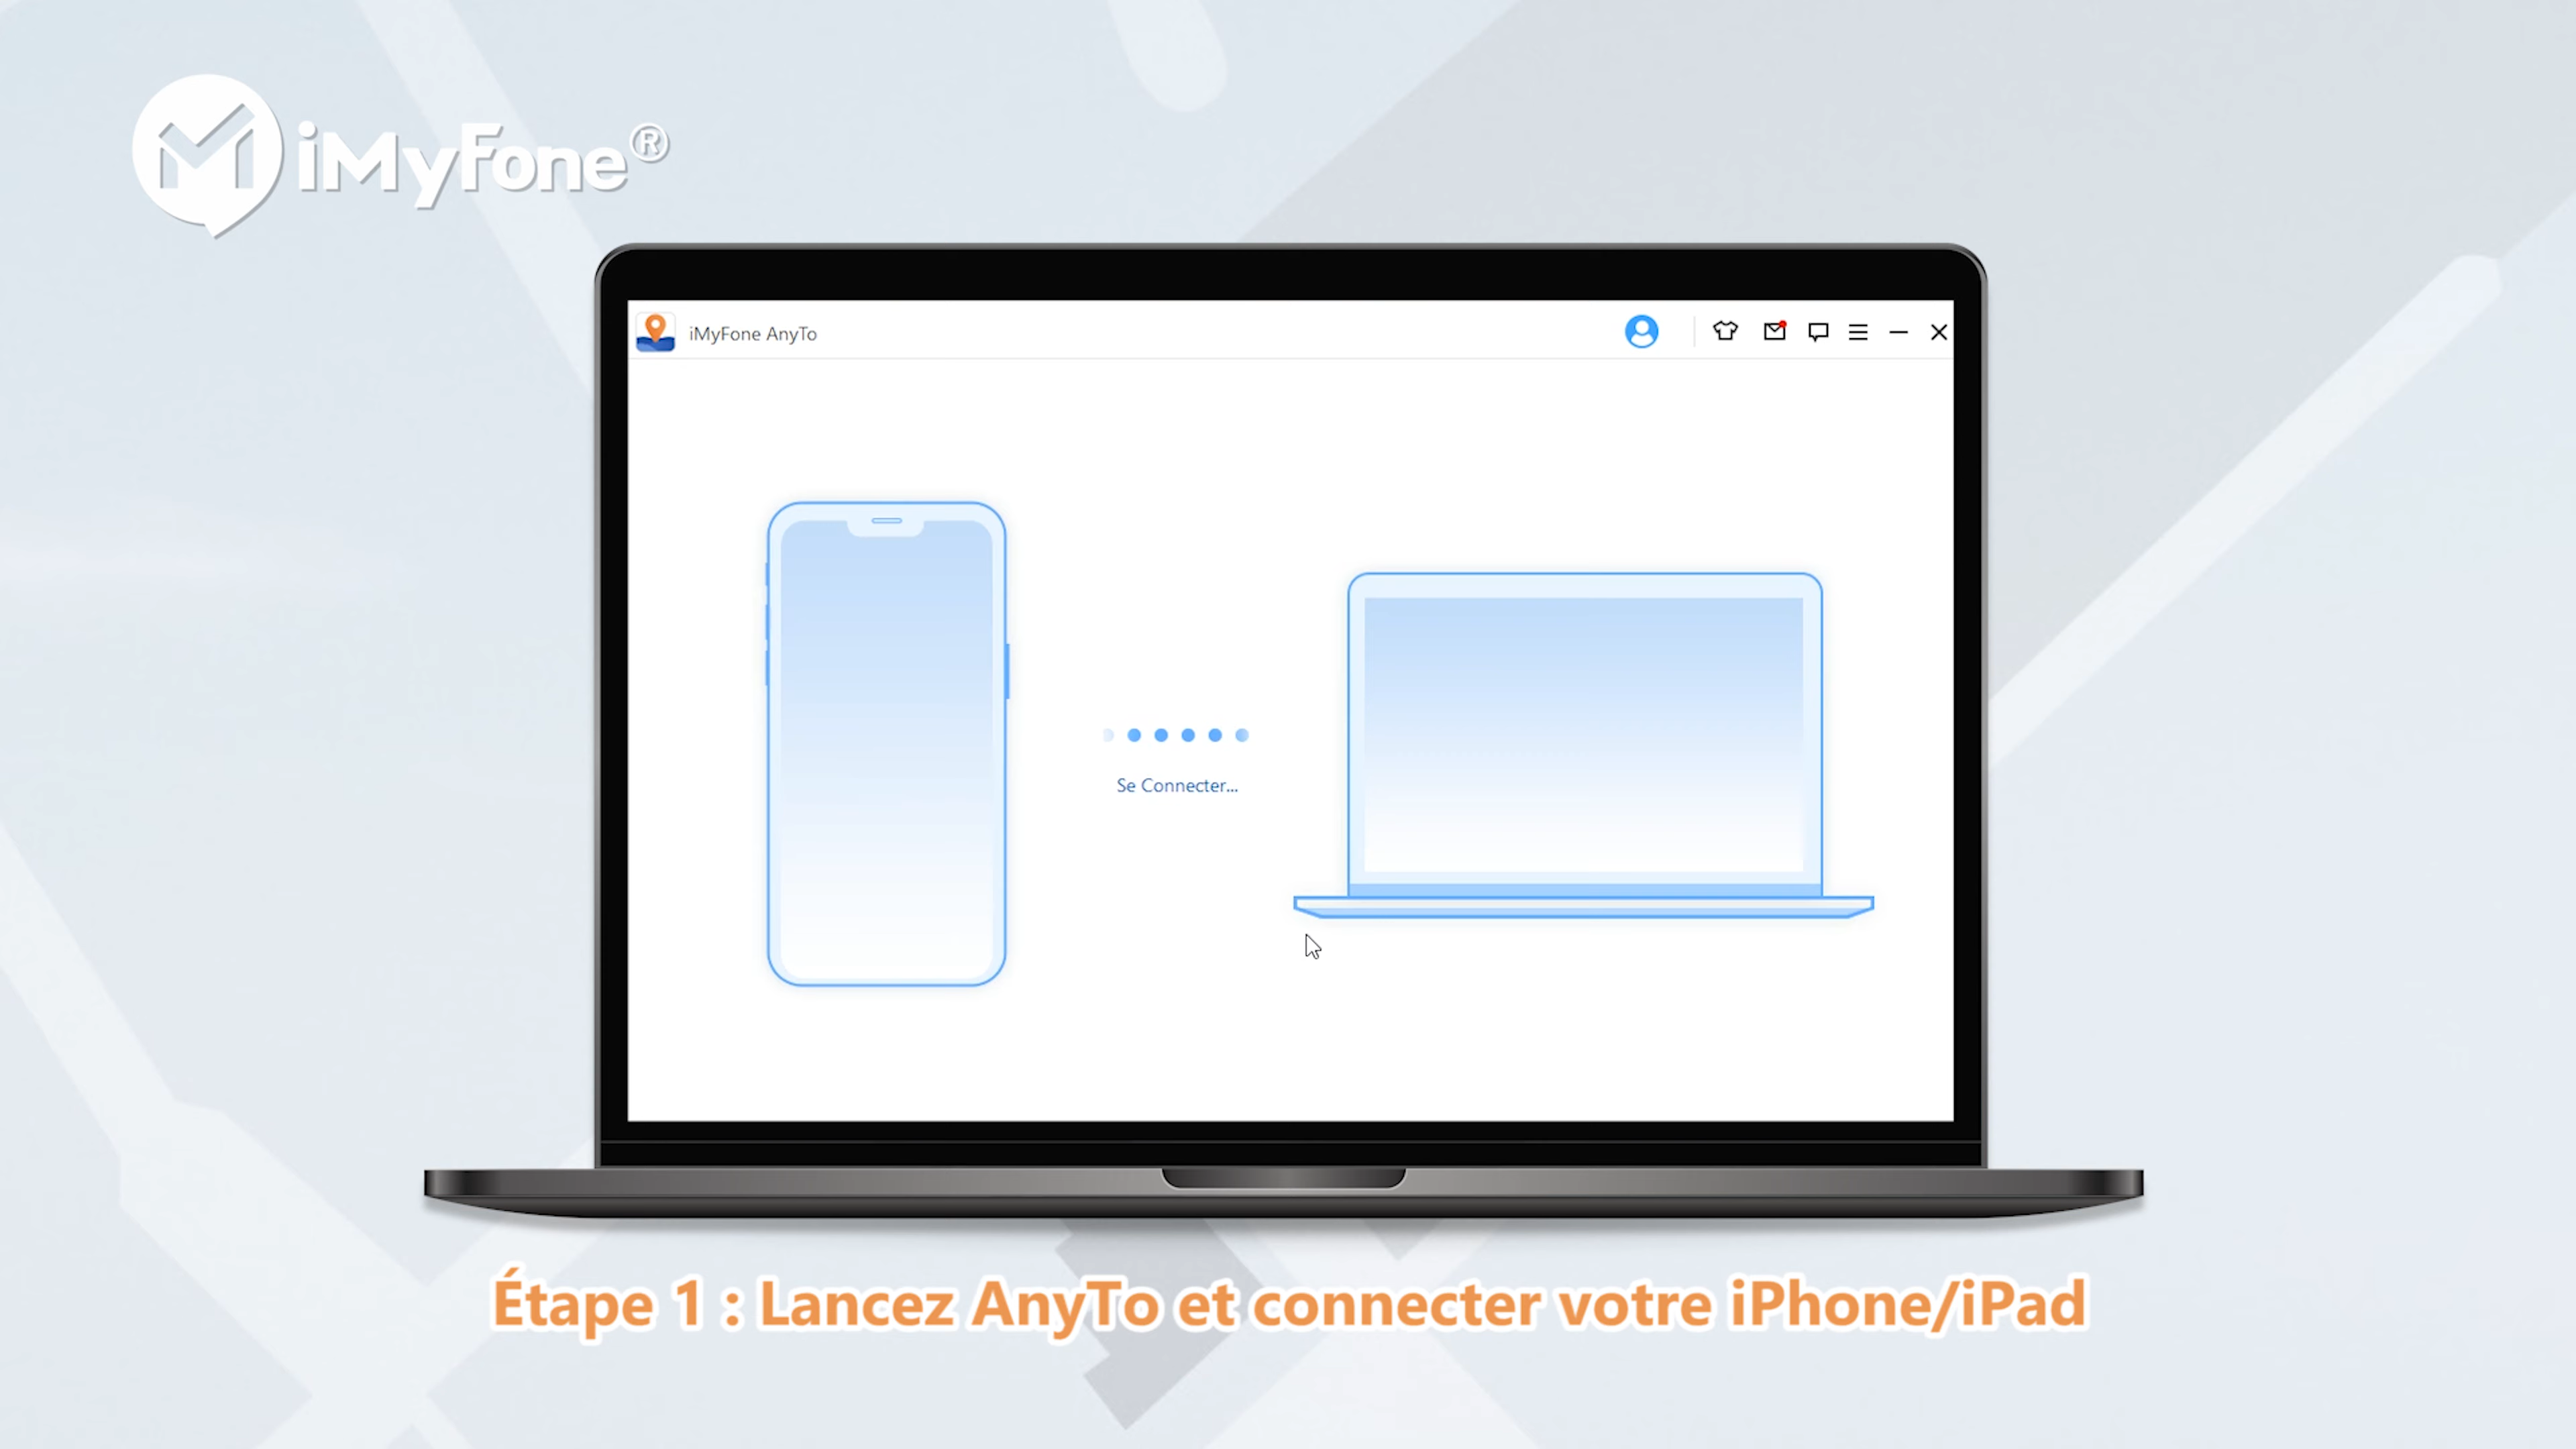 iMyFone®
iMyFone AnyTo
Se Connecter...
Étape 1 : Lancez AnyTo et connecter votre iPhone/iPad